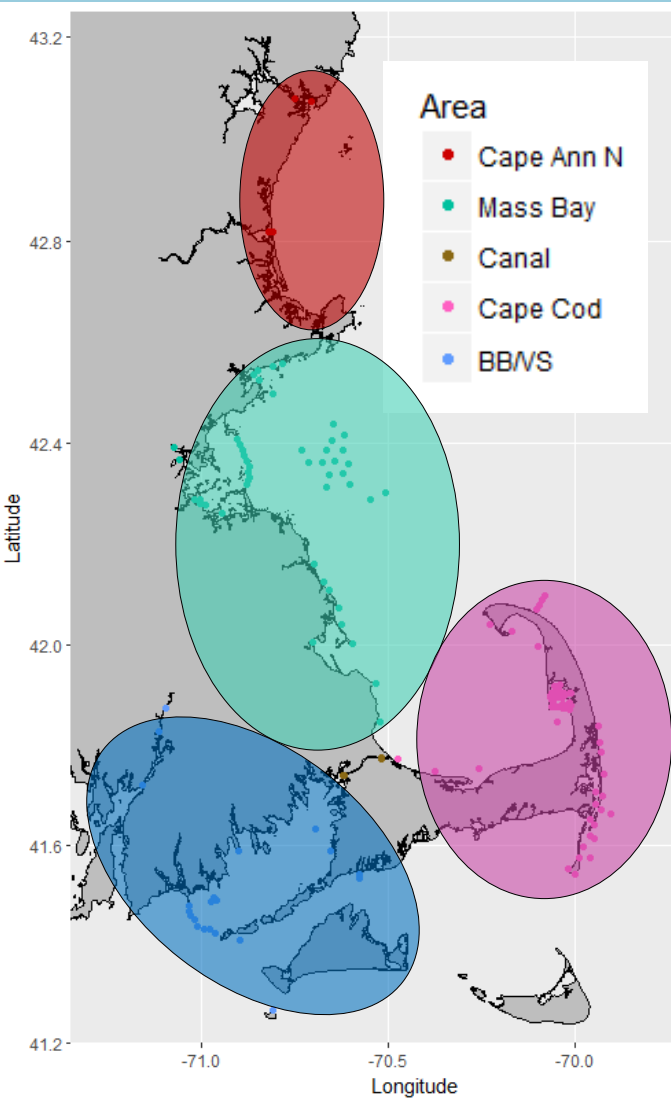 43.2
42.8
42.4
42.0
41.6
41.2
Latitude
Area
Cape Ann N
Mass Bay
Canal
Cape Cod
BB/VS
-71.0
-70.5
-70.0
Longitude